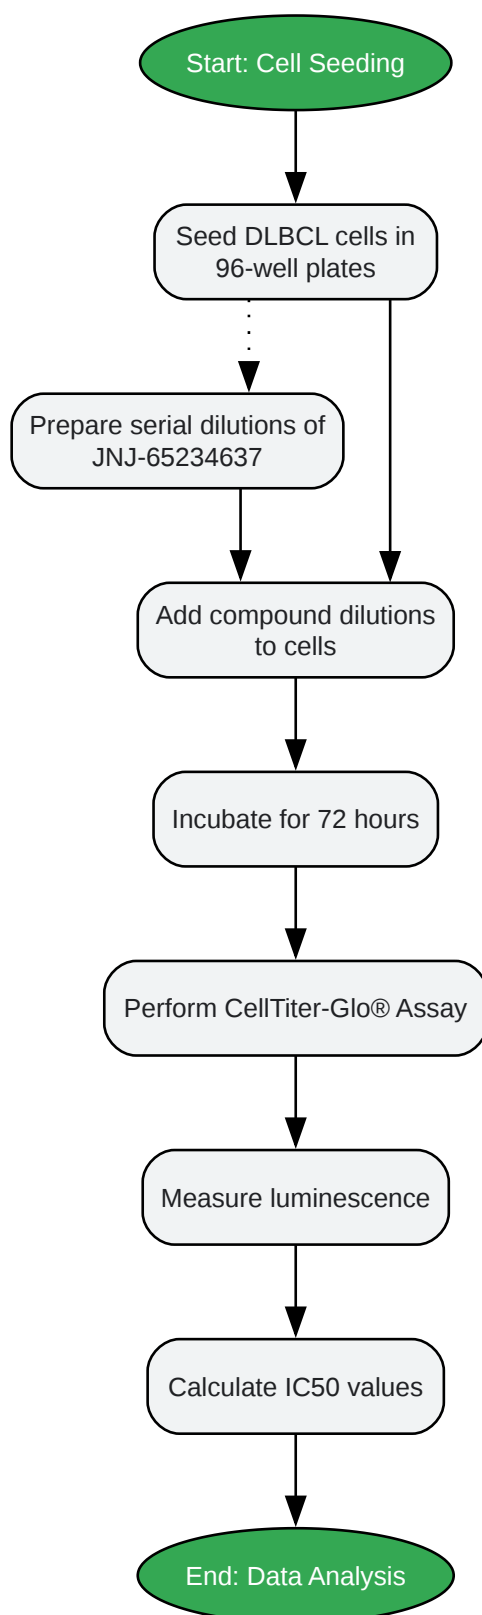 Start: Cell Seeding
Seed DLBCL cells in
96-well plates
Prepare serial dilutions of
JNJ-65234637
Add compound dilutions
to cells
Incubate for 72 hours
Perform CellTiter-Glo® Assay
Measure luminescence
Calculate IC50 values
End: Data Analysis